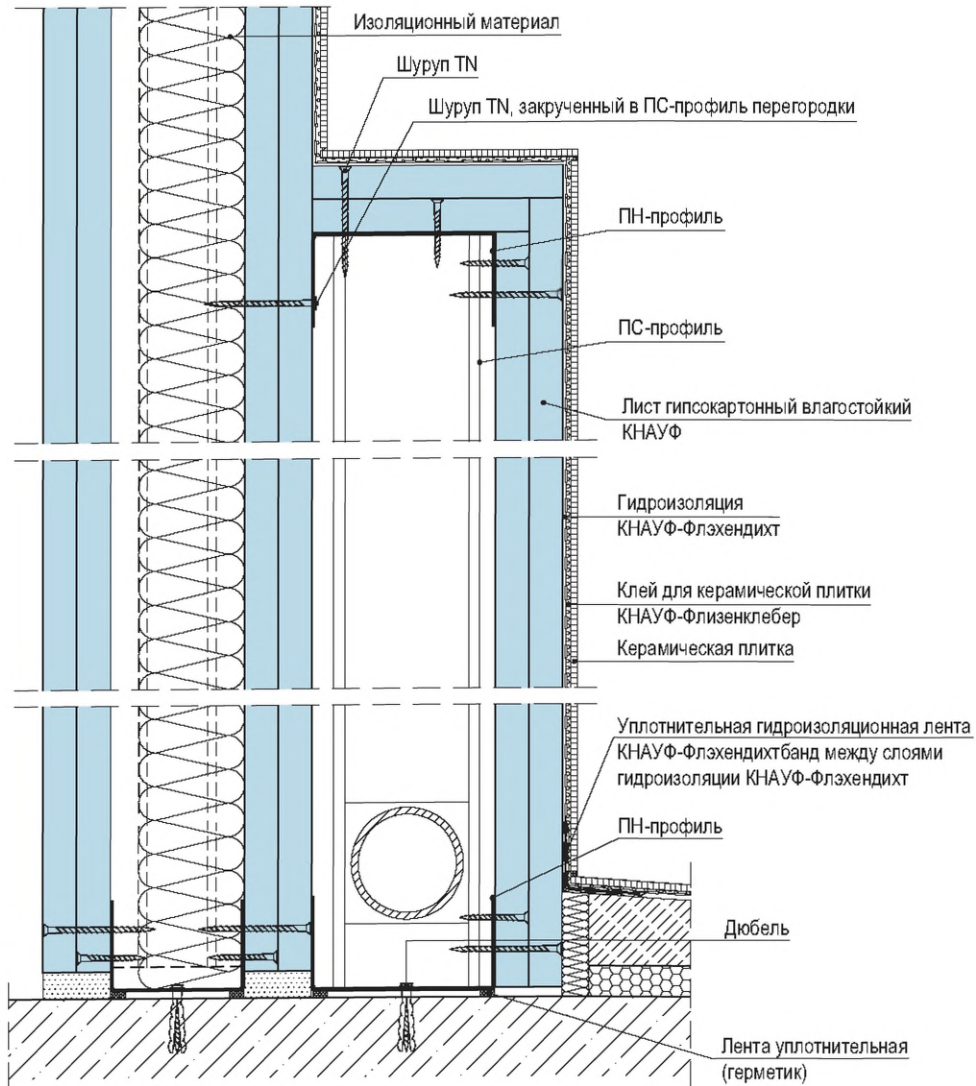 Изоляционный материал
Шуруп TN
Шуруп TN, закрученный в ПС-профиль перегородки
ПН-профиль
ПС-профиль
Лист гипсокартонный влагостойкий
КНАУФ
Гидроизоляция
КНАУФ-Флэхендихт
Клей для керамической плитки
КНАУФ-Флизенклебер
Керамическая плитка
Уплотнительная гидроизоляционная лента
КНАУФ-Флэхендихтбанд между слоями
гидроизоляции КНАУФ-Флэхендихт
ПН-профиль
Дюбель
Лента уплотнительная
(герметик)